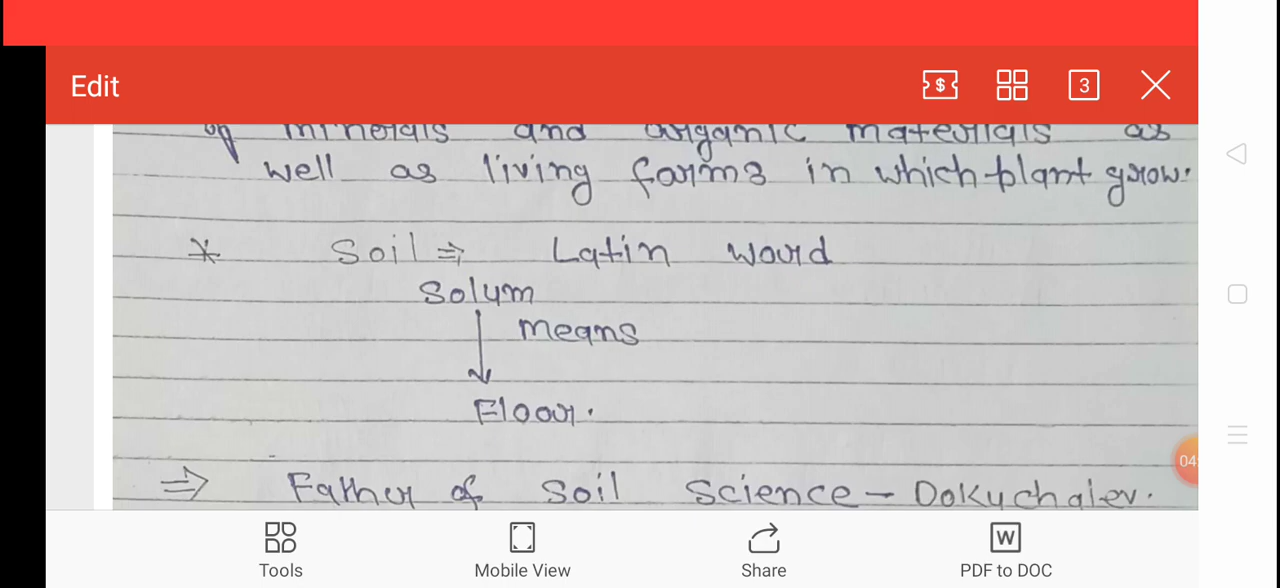 Edit
3
of minerals and organic materials as
well as living forms in which plant grow.
* Soil ⇒ Latin word
Solum
means
Floor.
⇒ Father of Soil Science - Dokuchaiev.
04
Tools
Mobile View
Share
W
PDF to DOC